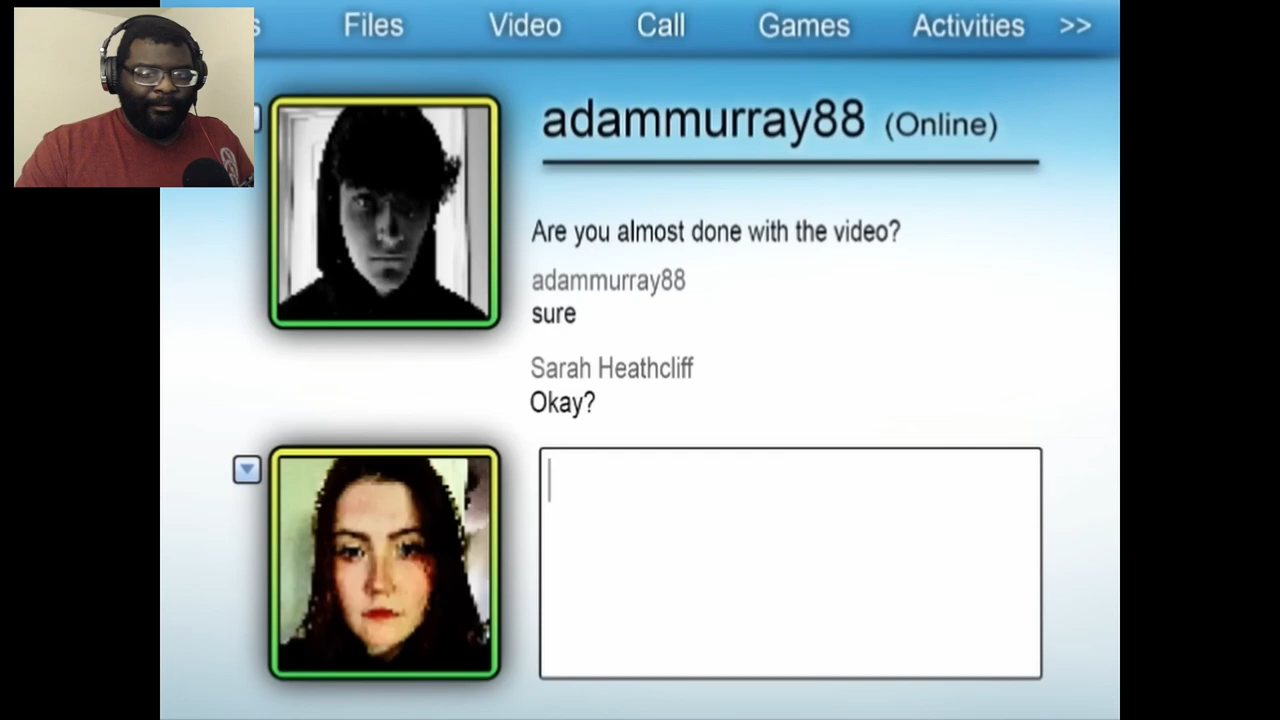 s Files Video Call Games Activities >>
adammurray88 (Online)
Are you almost done with the video?
adammurray88
sure
Sarah Heathcliff
Okay?